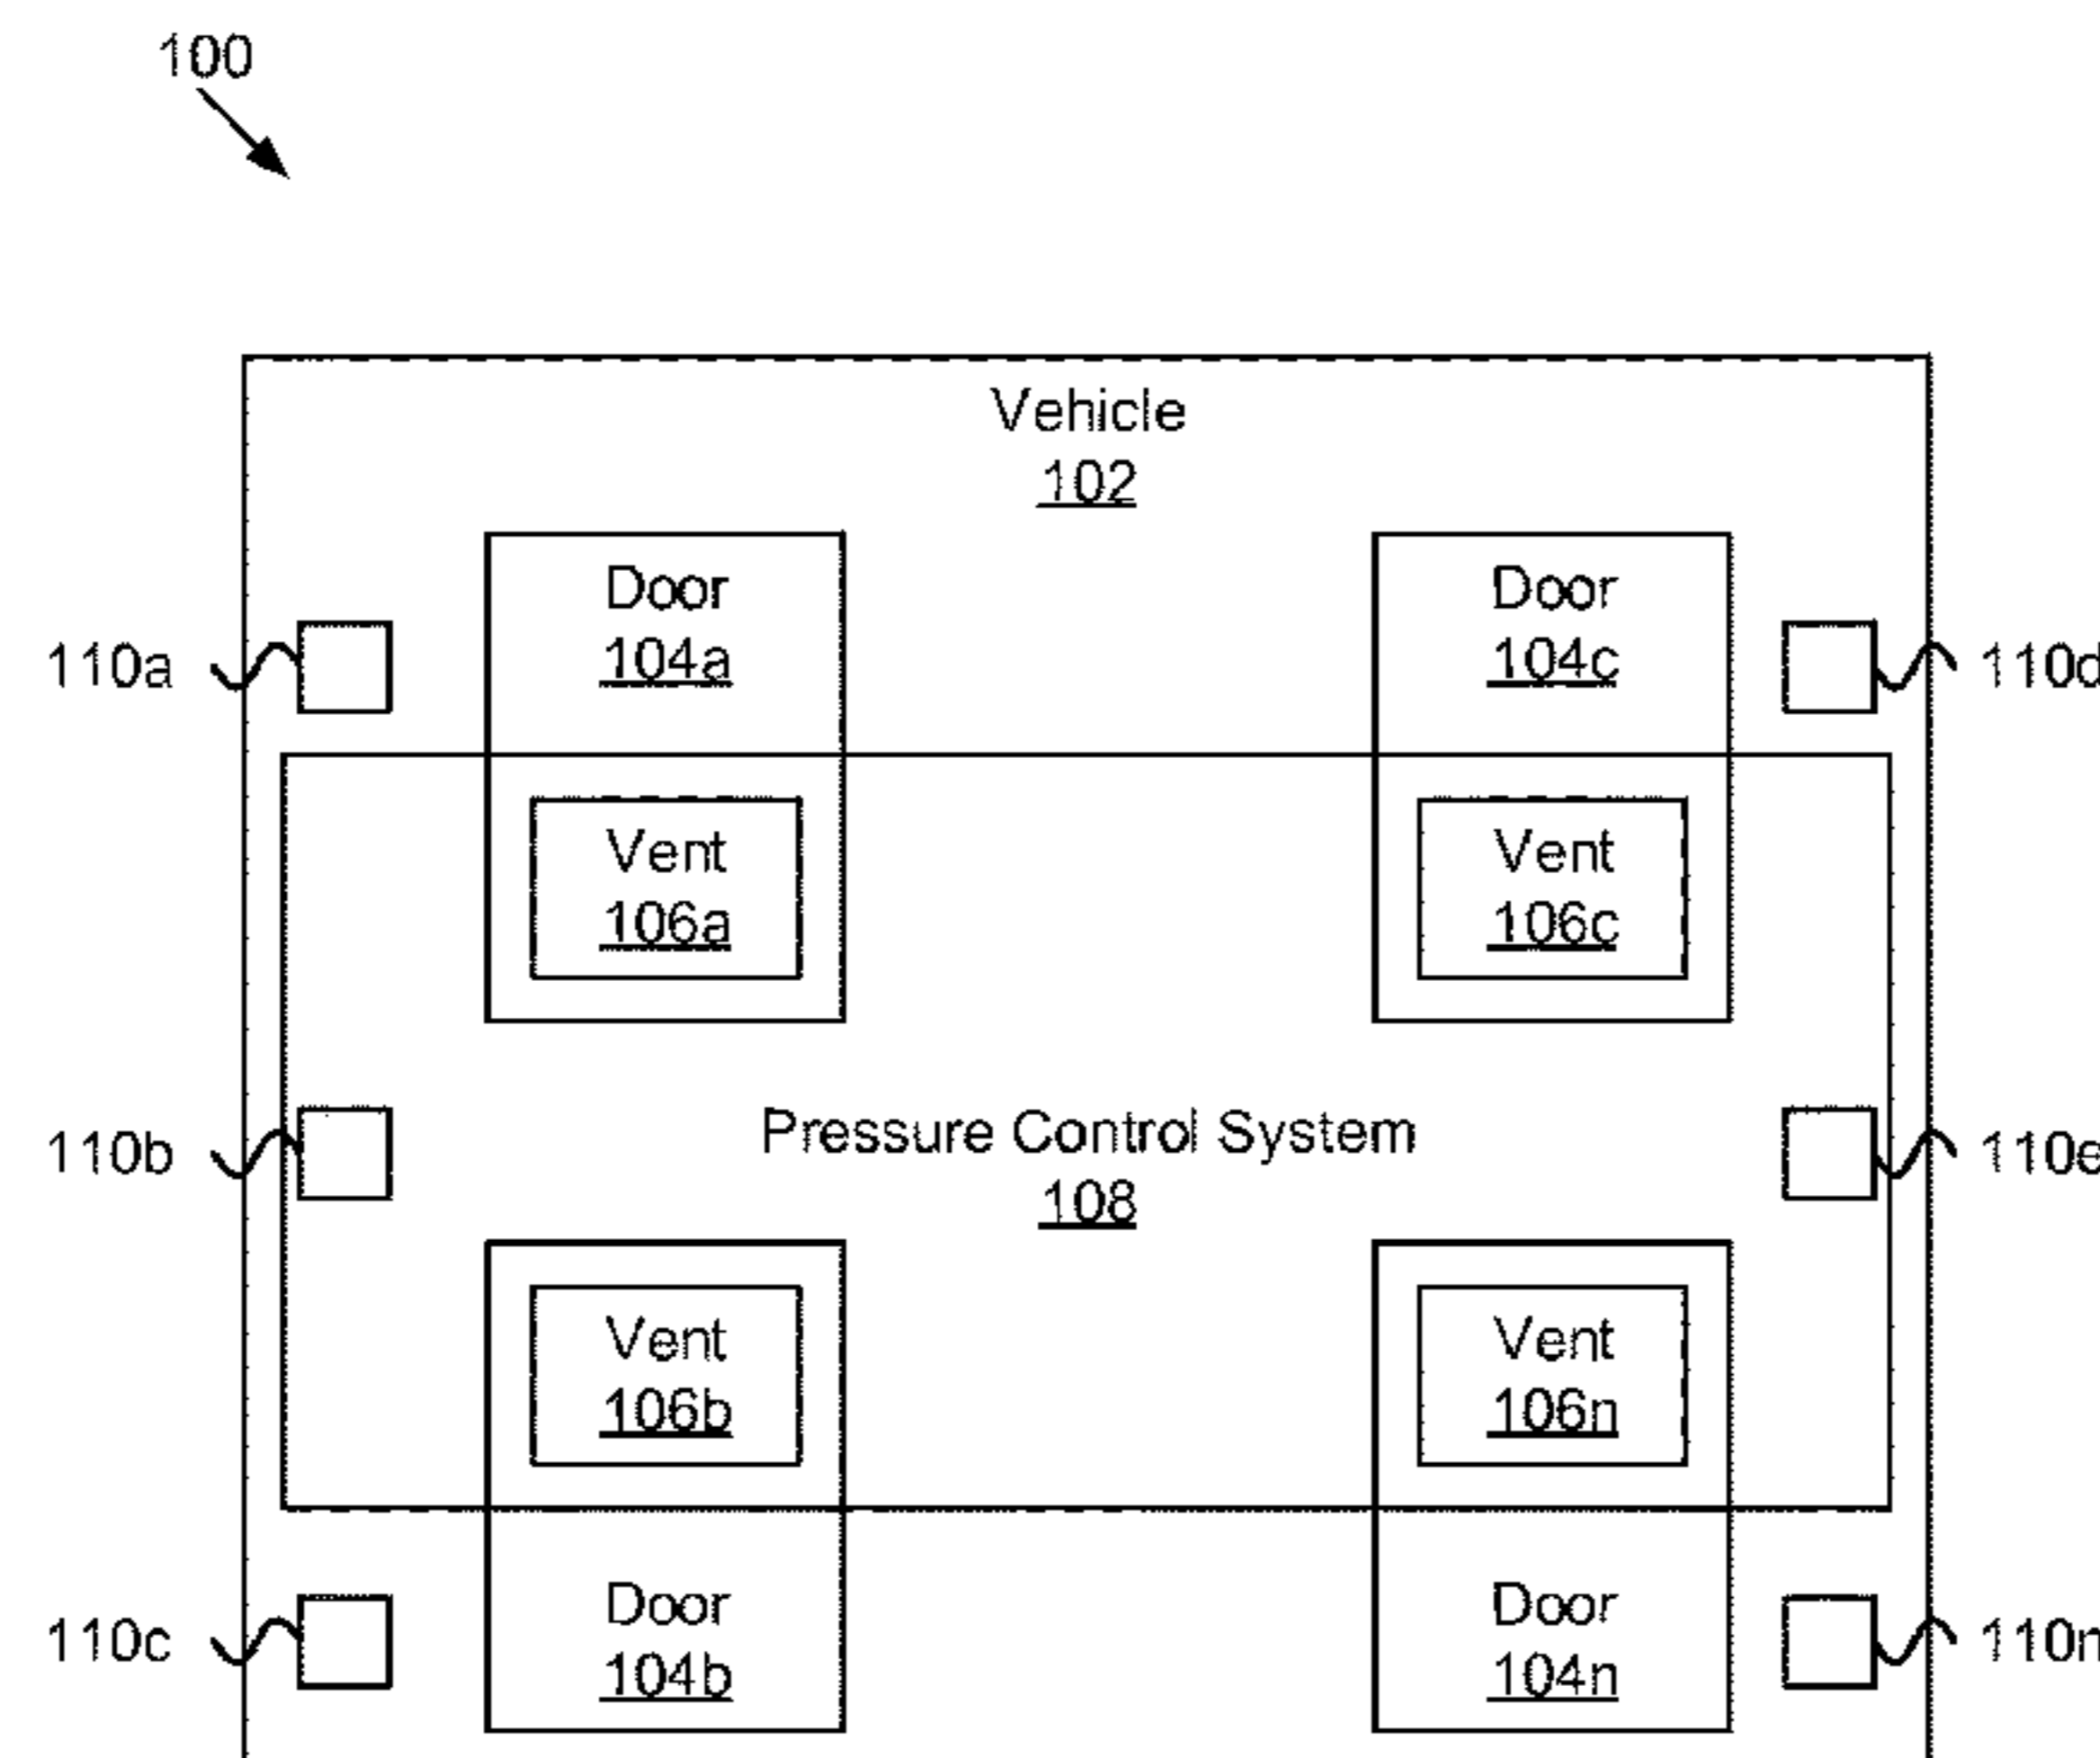 100
Vehicle
102
Door
104a
Door
104c
110a
110d
Vent
106a
Vent
106c
110b
Pressure Control System
108
110e
Vent
106b
Vent
106n
110c
Door
104b
Door
104n
110n